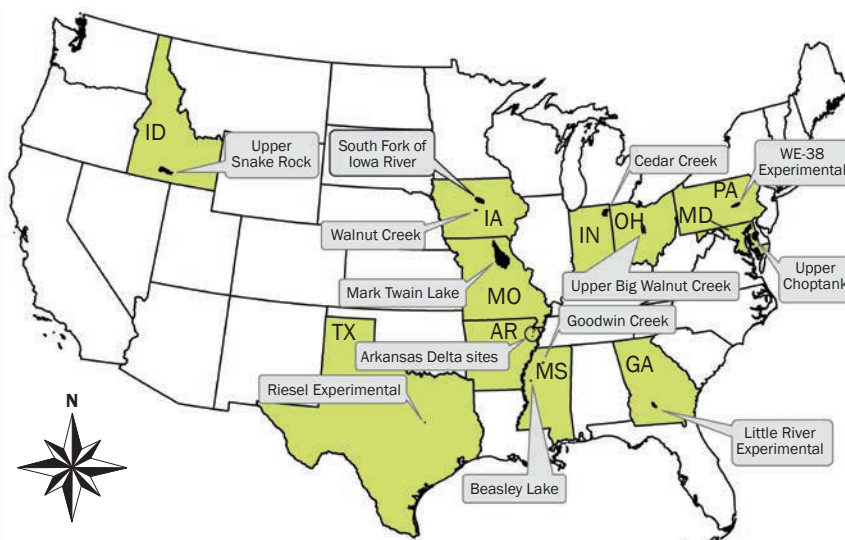 ID
Upper
Snake Rock
South Fork of
Iowa River
Cedar Creek
WE-38
Experimental
PA
IA
IN
OH
MD
Walnut Creek
Upper
Choptank
Mark Twain Lake
MO
Upper Big Walnut Creek
Goodwin Creek
TX
AR
Arkansas Delta sites
MS
GA
Riesel Experimental
N
Little River
Experimental
Beasley Lake